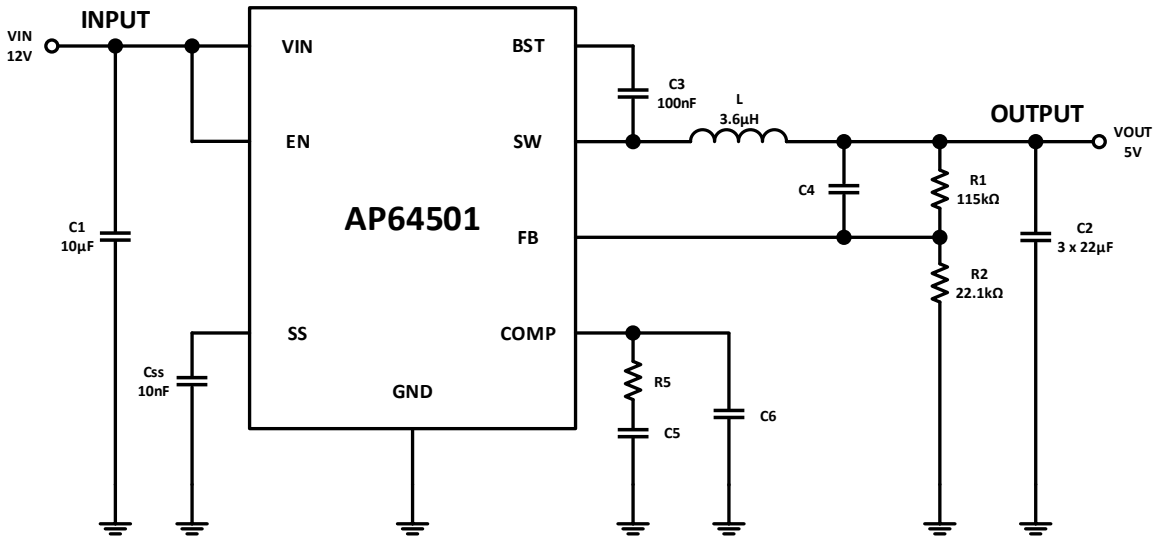 INPUT
VIN
12V
VIN
EN
SS
GND
AP64501
BST
SW
FB
COMP
C1
10µF
Css
10nF
C3
100nF
L
3.6µH
OUTPUT
VOUT
5V
C4
R1
115kΩ
R2
22.1kΩ
C2
3 x 22µF
R5
C5
C6